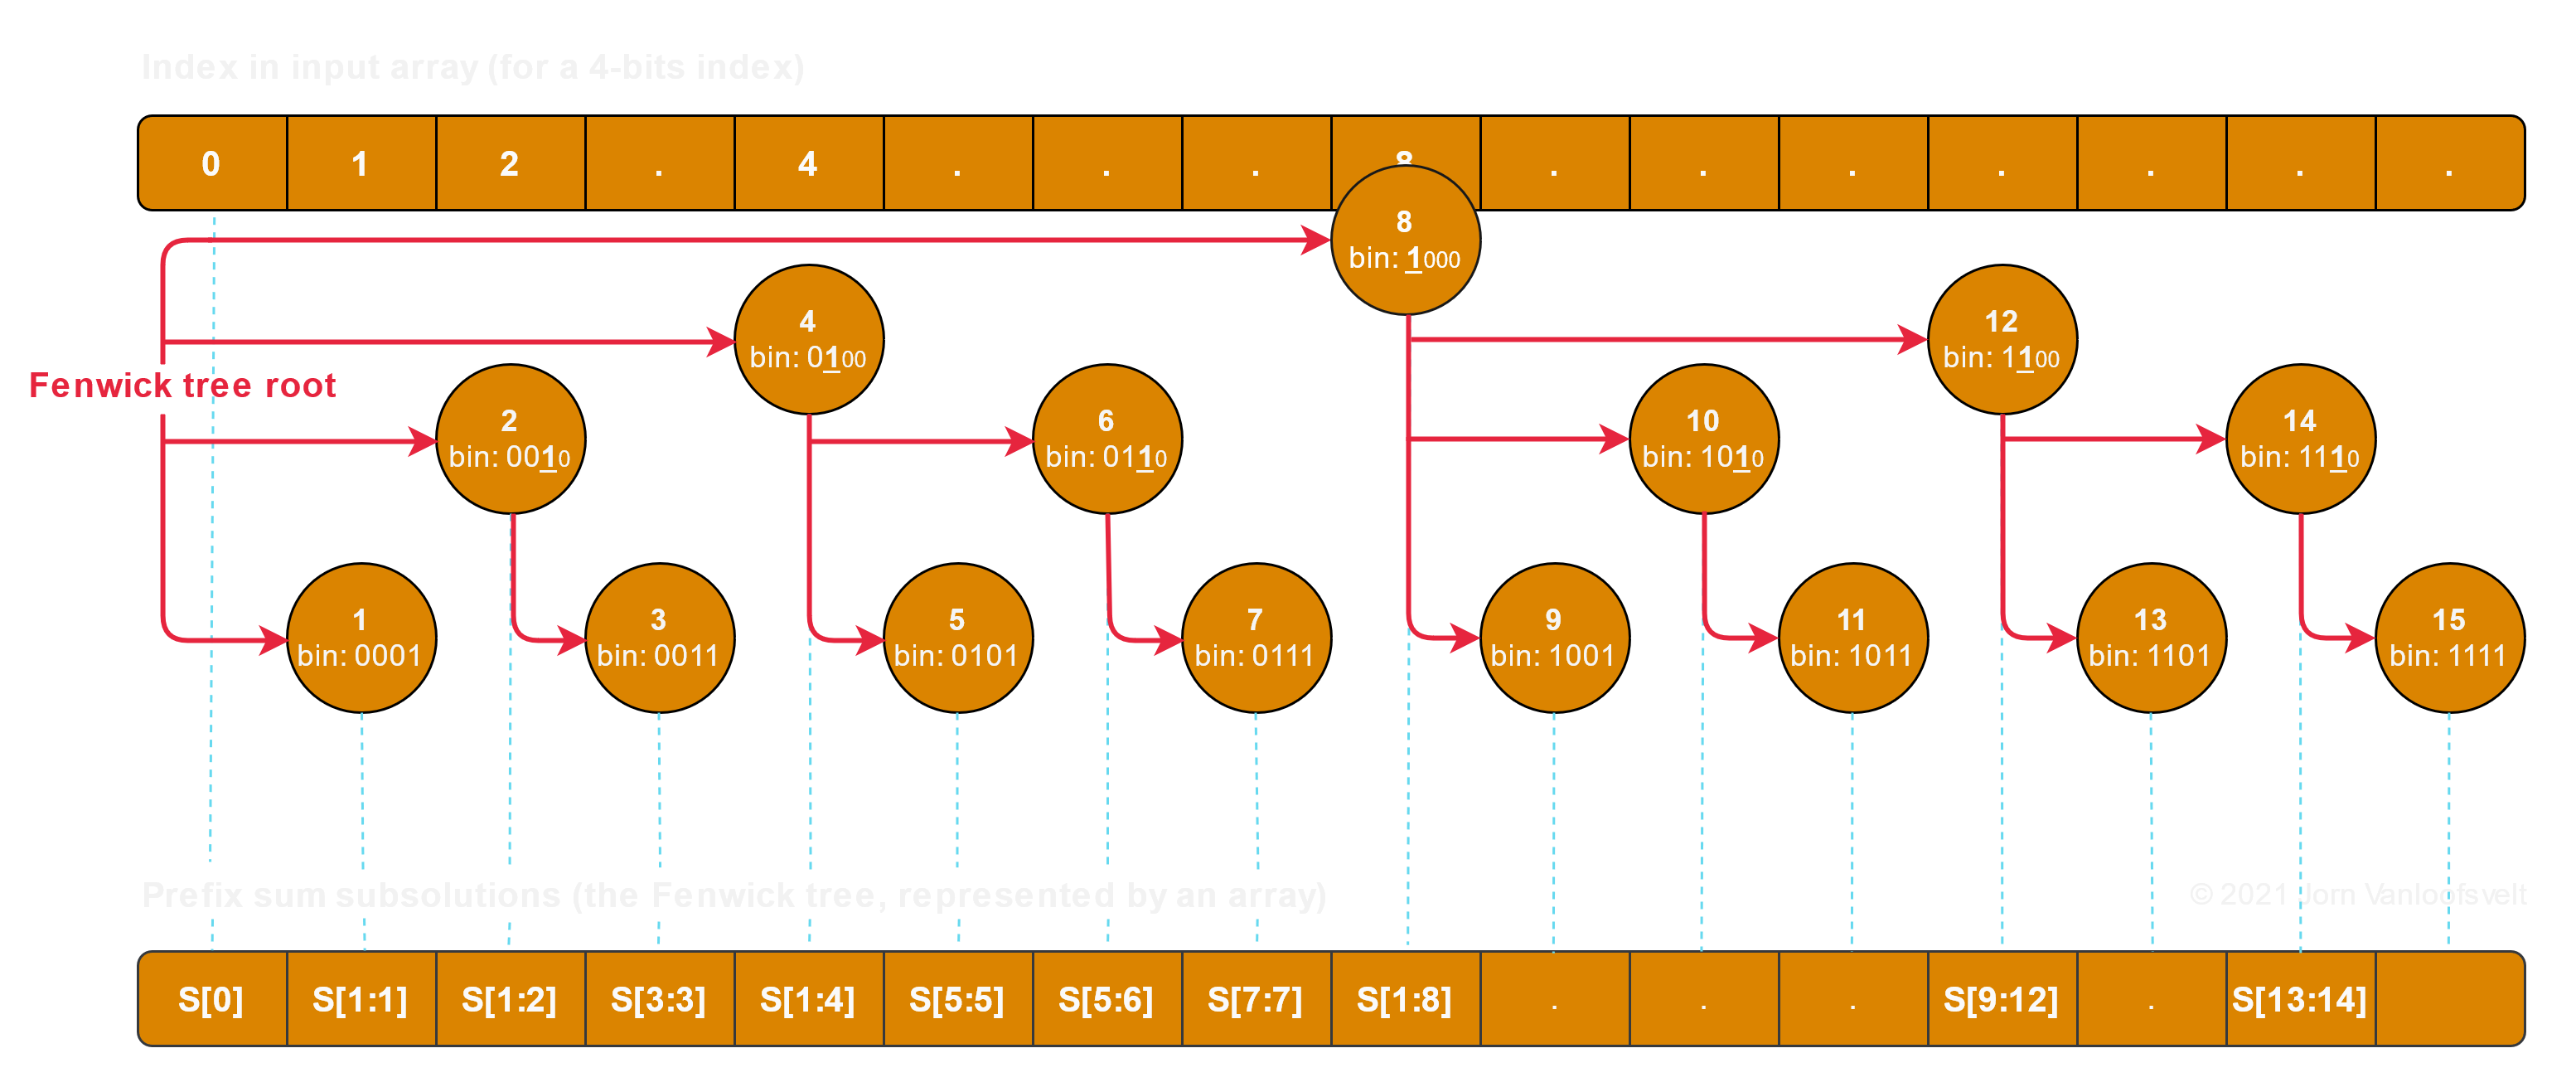 Index in input array (for a 4-bits index)
0 1 2 . 4 . . . 8 . . . . . . .
8
bin: 1000
4
bin: 0100
12
bin: 1100
Fenwick tree root
2
bin: 0010
6
bin: 0110
10
bin: 1010
14
bin: 1110
1
bin: 0001
3
bin: 0011
5
bin: 0101
7
bin: 0111
9
bin: 1001
11
bin: 1011
13
bin: 1101
15
bin: 1111
Prefix sum subsolutions (the Fenwick tree, represented by an array)
© 2021 Jorn Vanloofsvelt
S[0] S[1:1] S[1:2] S[3:3] S[1:4] S[5:5] S[5:6] S[7:7] S[1:8] . . . S[9:12] . S[13:14]